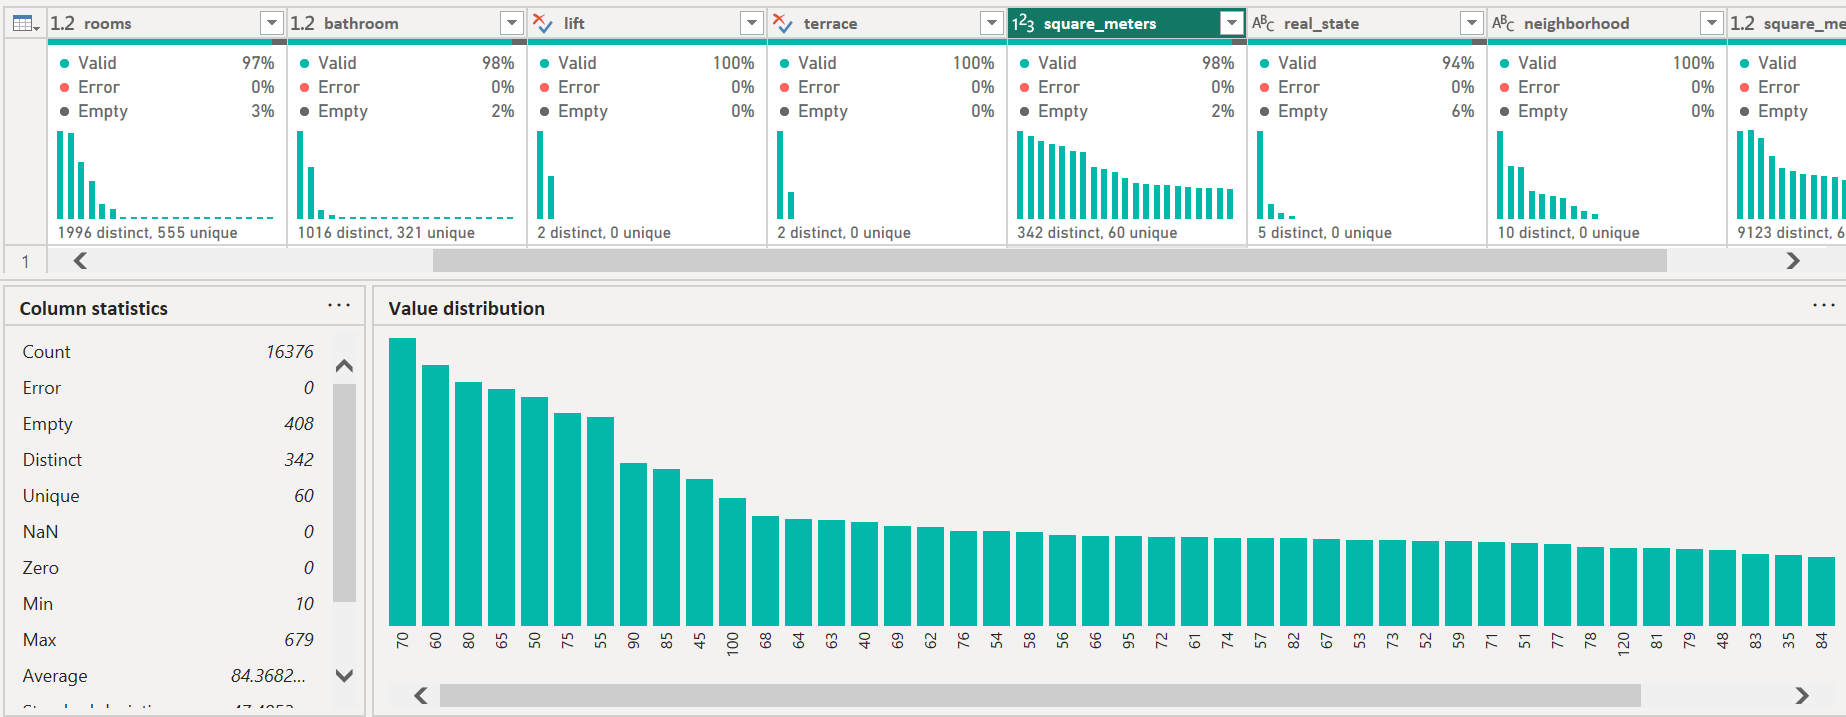 1.2 rooms
1.2 bathroom
lift
terrace
123 square_meters
ABC real_state
ABC neighborhood
1.2 square_me
Valid 97%
Error 0%
Empty 3%
1996 distinct, 555 unique
Valid 98%
Error 0%
Empty 2%
1016 distinct, 321 unique
Valid 100%
Error 0%
Empty 0%
2 distinct, 0 unique
Valid 100%
Error 0%
Empty 0%
2 distinct, 0 unique
Valid 98%
Error 0%
Empty 2%
342 distinct, 60 unique
Valid 94%
Error 0%
Empty 6%
5 distinct, 0 unique
Valid 100%
Error 0%
Empty 0%
10 distinct, 0 unique
Valid
Error
Empty
9123 distinct, 6
1
Column statistics
Count 16376
Error 0
Empty 408
Distinct 342
Unique 60
NaN 0
Zero 0
Min 10
Max 679
Average 84.3682...
Value distribution
70 60 80 65 50 75 55 90 85 45 100 68 64 63 40 69 62 76 54 58 56 66 95 72 61 74 57 82 67 53 73 52 59 71 51 77 78 120 81 79 48 83 35 84